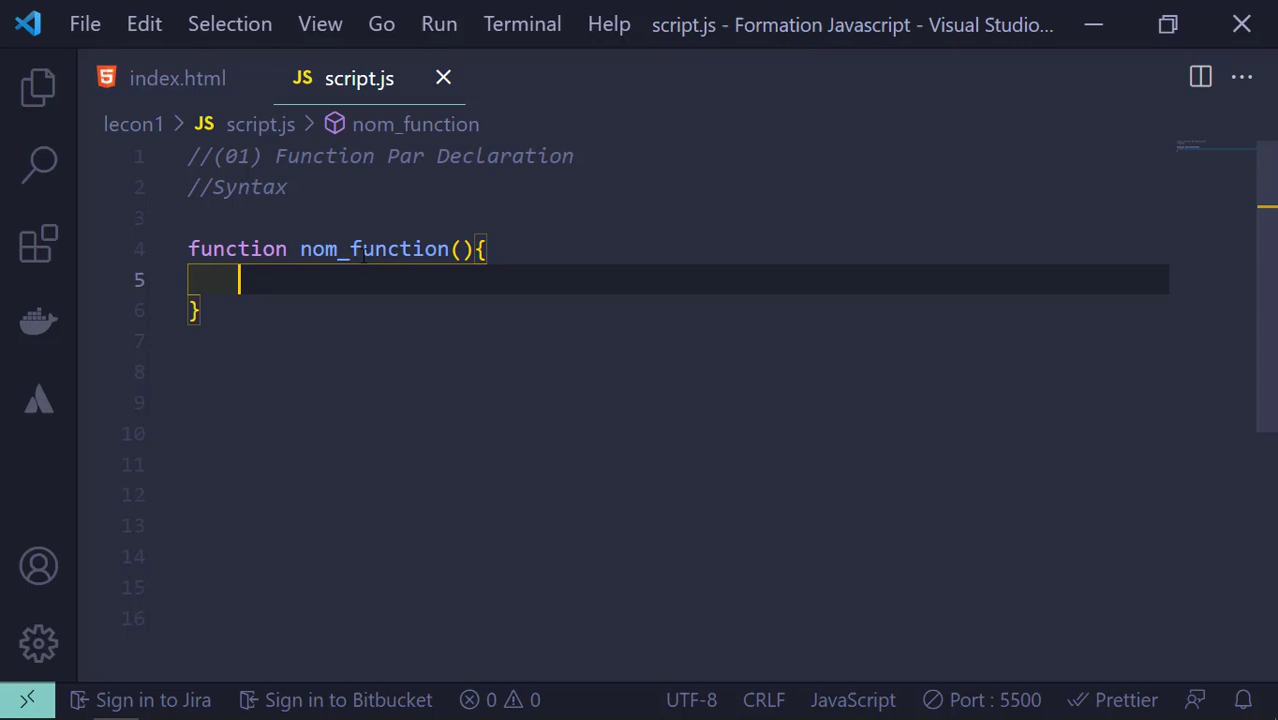 File Edit Selection View Go Run Terminal Help script.js - Formation Javascript - Visual Studio...
index.html JS script.js
lecon1 > JS script.js > nom_function
1 //(01) Function Par Declaration
2 //Syntax
3
4 function nom_function(){
5
6 }
7
8
9
10
11
12
13
14
15
16
Sign in to Jira Sign in to Bitbucket 0 0 UTF-8 CRLF JavaScript Port : 5500 Prettier